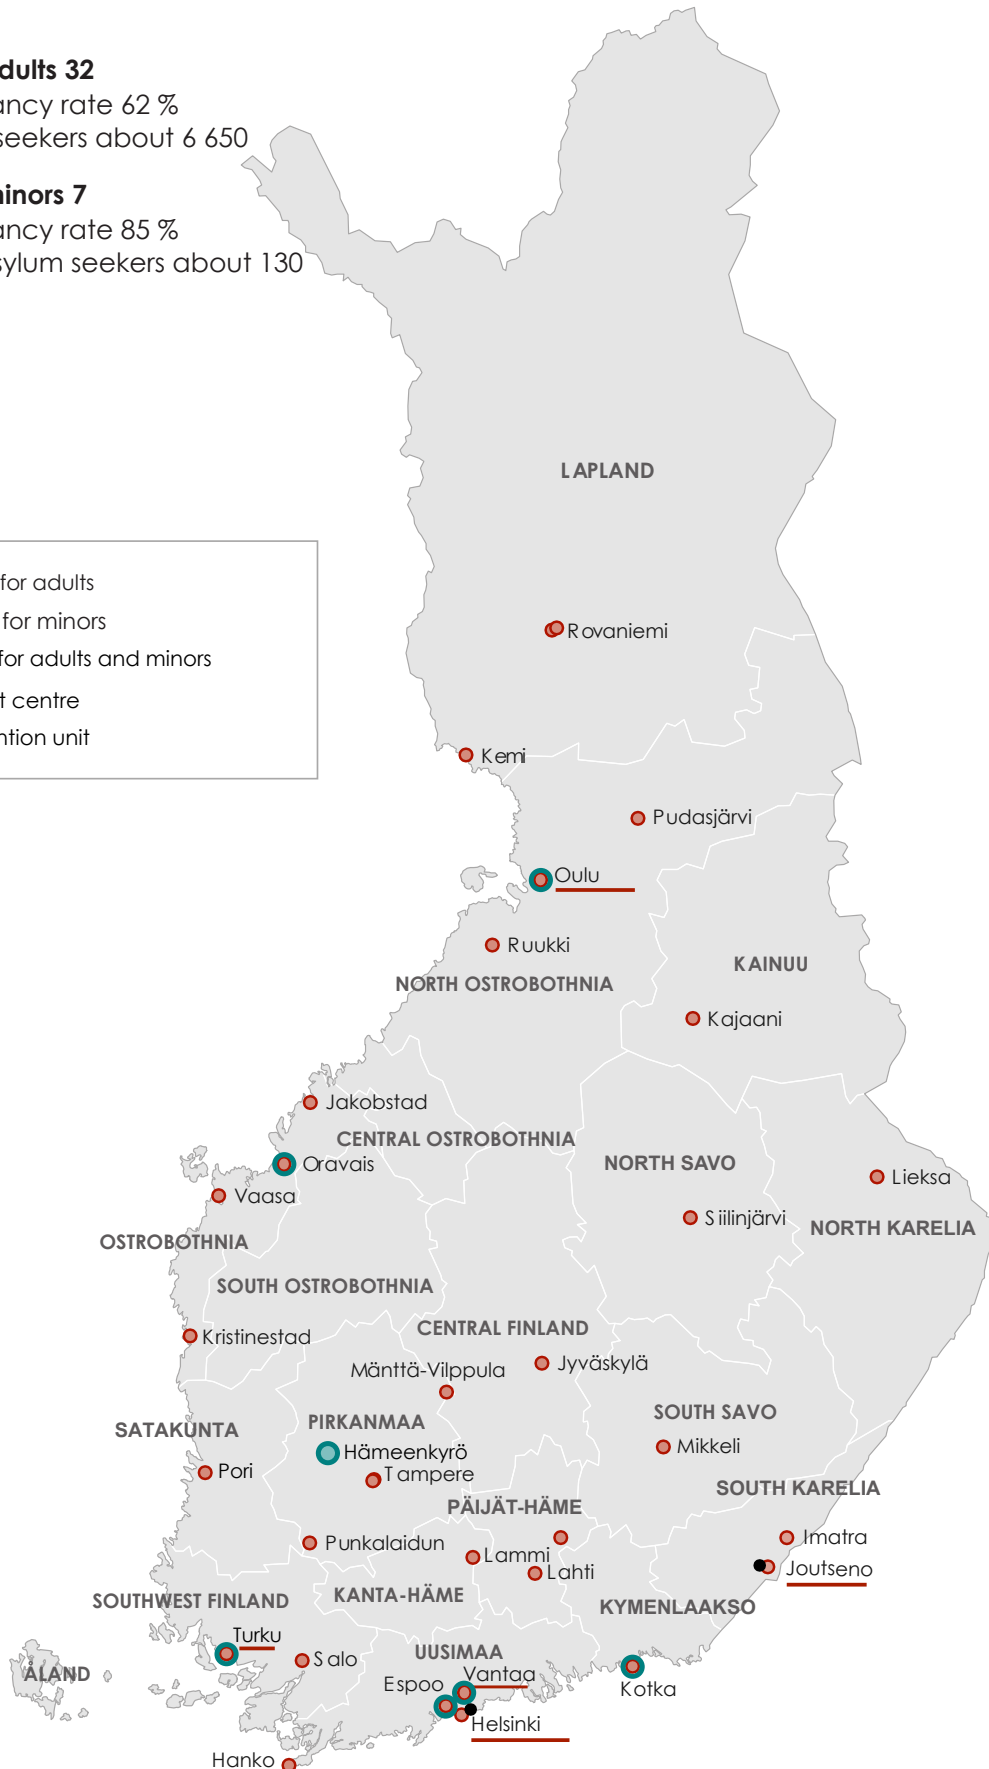 dults 32
ancy rate 62 %
seekers about 6 650
minors 7
ancy rate 85 %
sylum seekers about 130
for adults
for minors
for adults and minors
t centre
ntion unit
LAPLAND
Rovaniemi
Kemi
Pudasjärvi
Oulu
Ruukki
NORTH OSTROBOTHNIA
KAINUU
Kajaani
Jakobstad
CENTRAL OSTROBOTHNIA
Oravais
NORTH SAVO
Lieksa
Vaasa
Siilinjärvi
NORTH KARELIA
OSTROBOTHNIA
SOUTH OSTROBOTHNIA
CENTRAL FINLAND
Kristinestad
Mänttä-Vilppula
Jyväskylä
SOUTH SAVO
PIRKANMAA
SATAKUNTA
Hämeenkyrö
Mikkeli
Pori
Tampere
SOUTH KARELIA
PÄIJÄT-HÄME
Imatra
Punkalaidun
Lammi
Lahti
Joutseno
KANTA-HÄME
SOUTHWEST FINLAND
KYMENLAAKSO
Turku
UUSIMAA
Salo
ÅLAND
Vantaa
Espoo
Kotka
Helsinki
Hanko